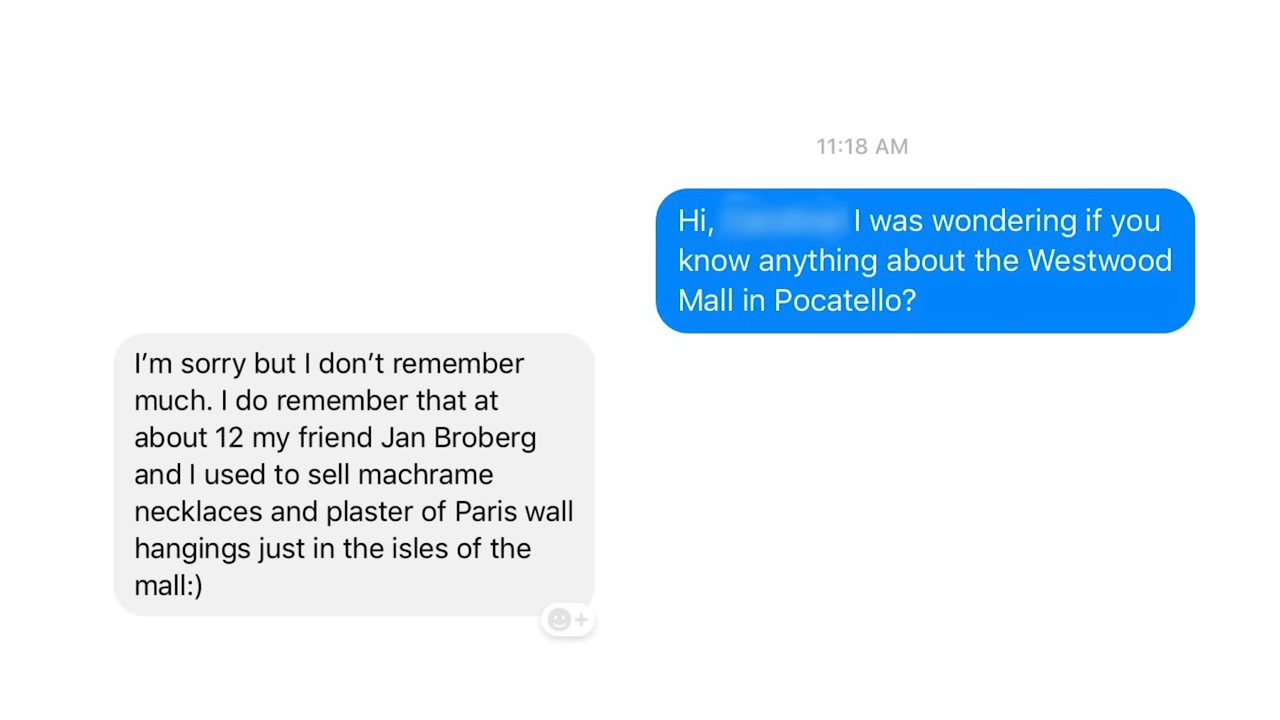 11:18 AM
Hi, I was wondering if you
know anything about the Westwood
Mall in Pocatello?
I’m sorry but I don’t remember
much. I do remember that at
about 12 my friend Jan Broberg
and I used to sell machrame
necklaces and plaster of Paris wall
hangings just in the isles of the
mall:)